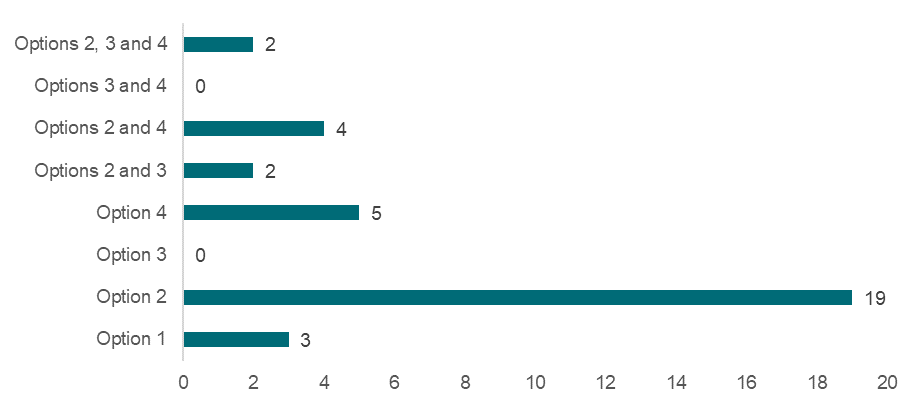 Options 2, 3 and 4 2
Options 3 and 4 0
Options 2 and 4 4
Options 2 and 3 2
Option 4 5
Option 3 0
Option 2 19
Option 1 3
0 2 4 6 8 10 12 14 16 18 20